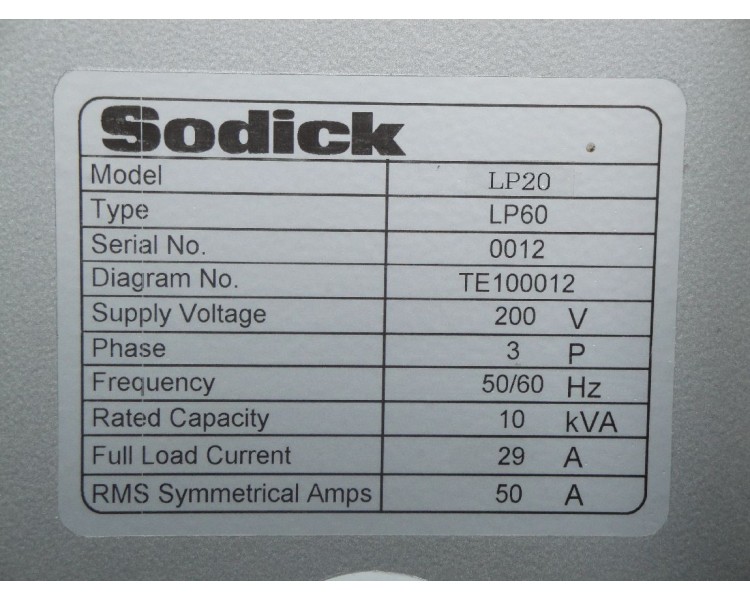 Sodick
Model LP20
Type LP60
Serial No. 0012
Diagram No. TE100012
Supply Voltage 200 V
Phase 3 P
Frequency 50/60 Hz
Rated Capacity 10 kVA
Full Load Current 29 A
RMS Symmetrical Amps 50 A